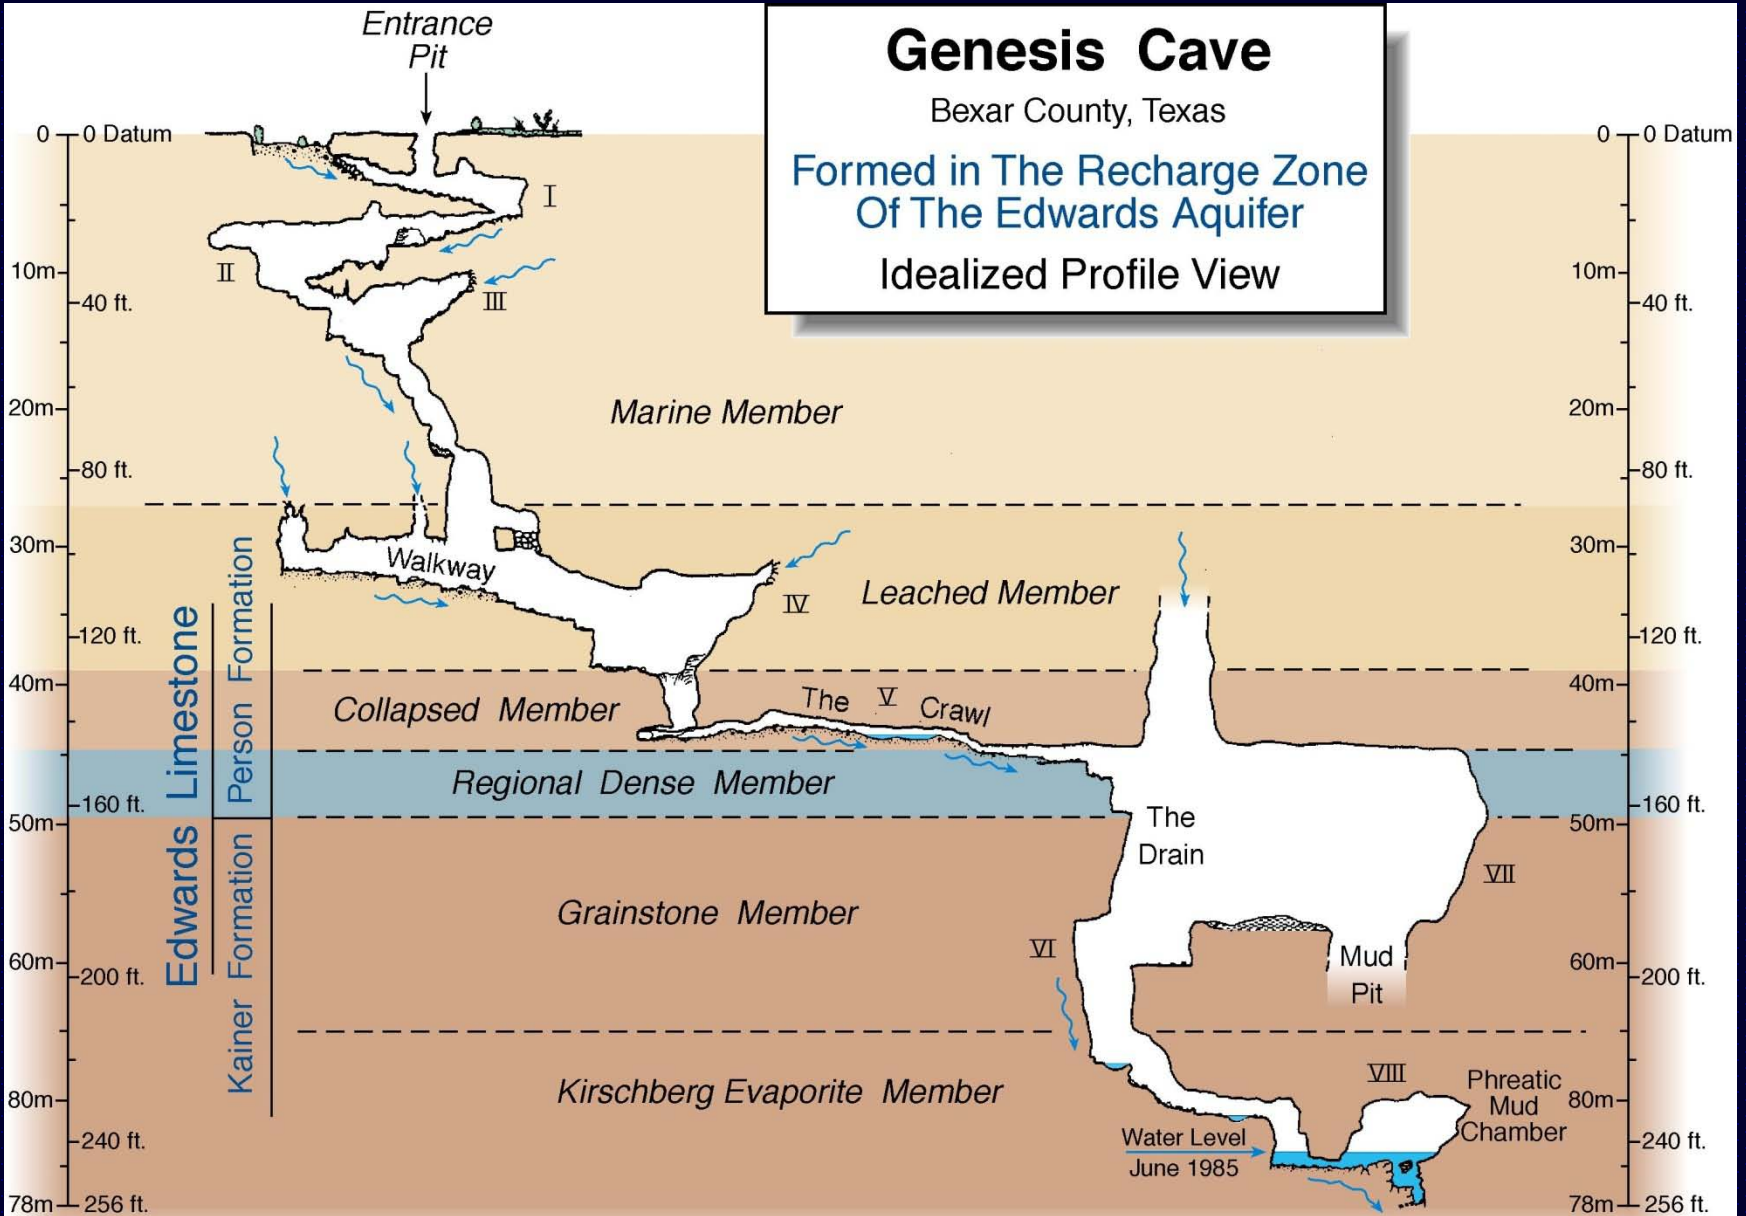 Entrance
Pit
Genesis Cave
Bexar County, Texas
Formed in The Recharge Zone
Of The Edwards Aquifer
Idealized Profile View
0
0 Datum
10m
40 ft.
20m
80 ft.
30m
120 ft.
40m
160 ft.
50m
60m
200 ft.
80m
240 ft.
78m
256 ft.
0
0 Datum
10m
40 ft.
20m
80 ft.
30m
120 ft.
40m
160 ft.
50m
60m
200 ft.
80m
240 ft.
78m
256 ft.
I
II
III
Marine Member
Walkway
Leached Member
IV
Edwards Limestone
Person Formation
Kainer Formation
Collapsed Member
The V Crawl
Regional Dense Member
The
Drain
VII
Grainstone Member
VI
Mud
Pit
Kirschberg Evaporite Member
VIII
Phreatic
Mud
Chamber
Water Level
June 1985